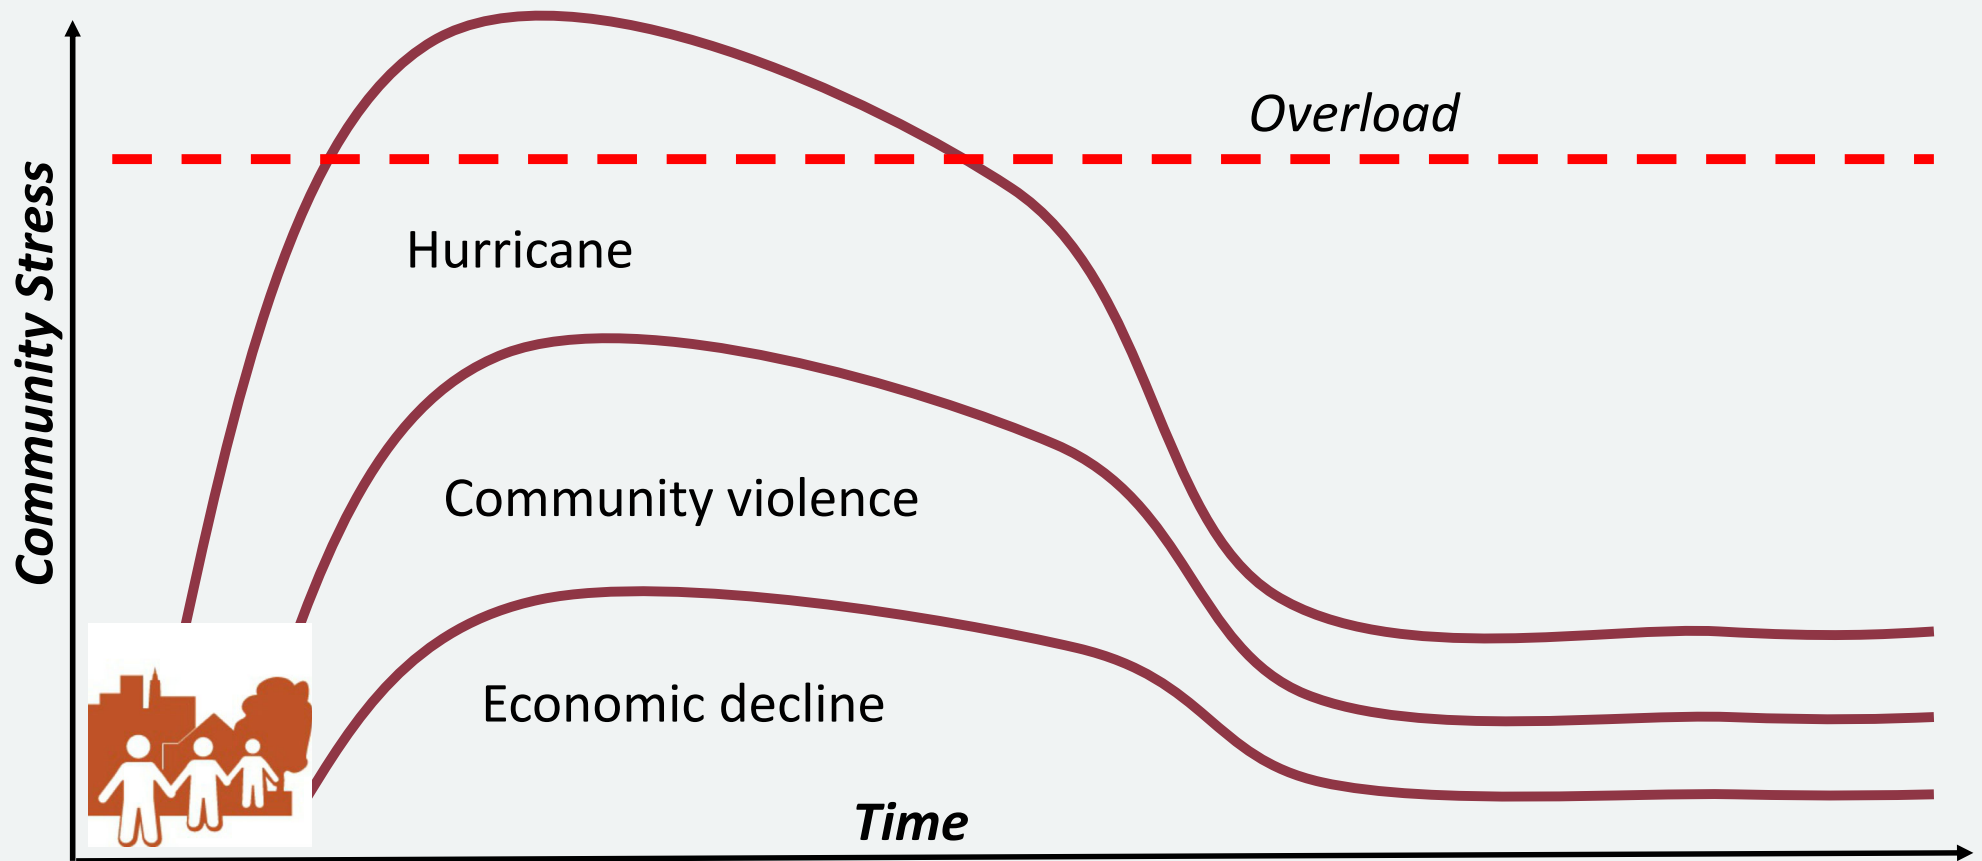 Overload
Hurricane
Community Stress
Community violence
Economic decline
Time